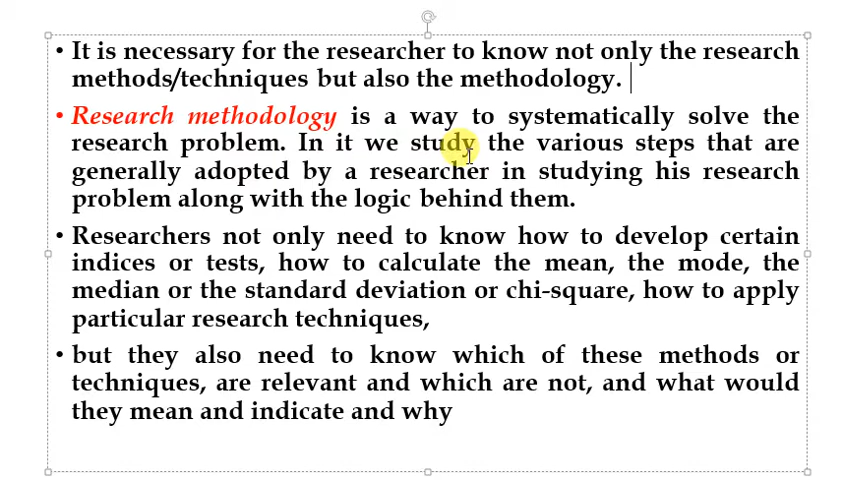 • It is necessary for the researcher to know not only the research
methods/techniques but also the methodology.
• Research methodology is a way to systematically solve the
research problem. In it we study the various steps that are
generally adopted by a researcher in studying his research
problem along with the logic behind them.
• Researchers not only need to know how to develop certain
indices or tests, how to calculate the mean, the mode, the
median or the standard deviation or chi-square, how to apply
particular research techniques,
• but they also need to know which of these methods or
techniques, are relevant and which are not, and what would
they mean and indicate and why